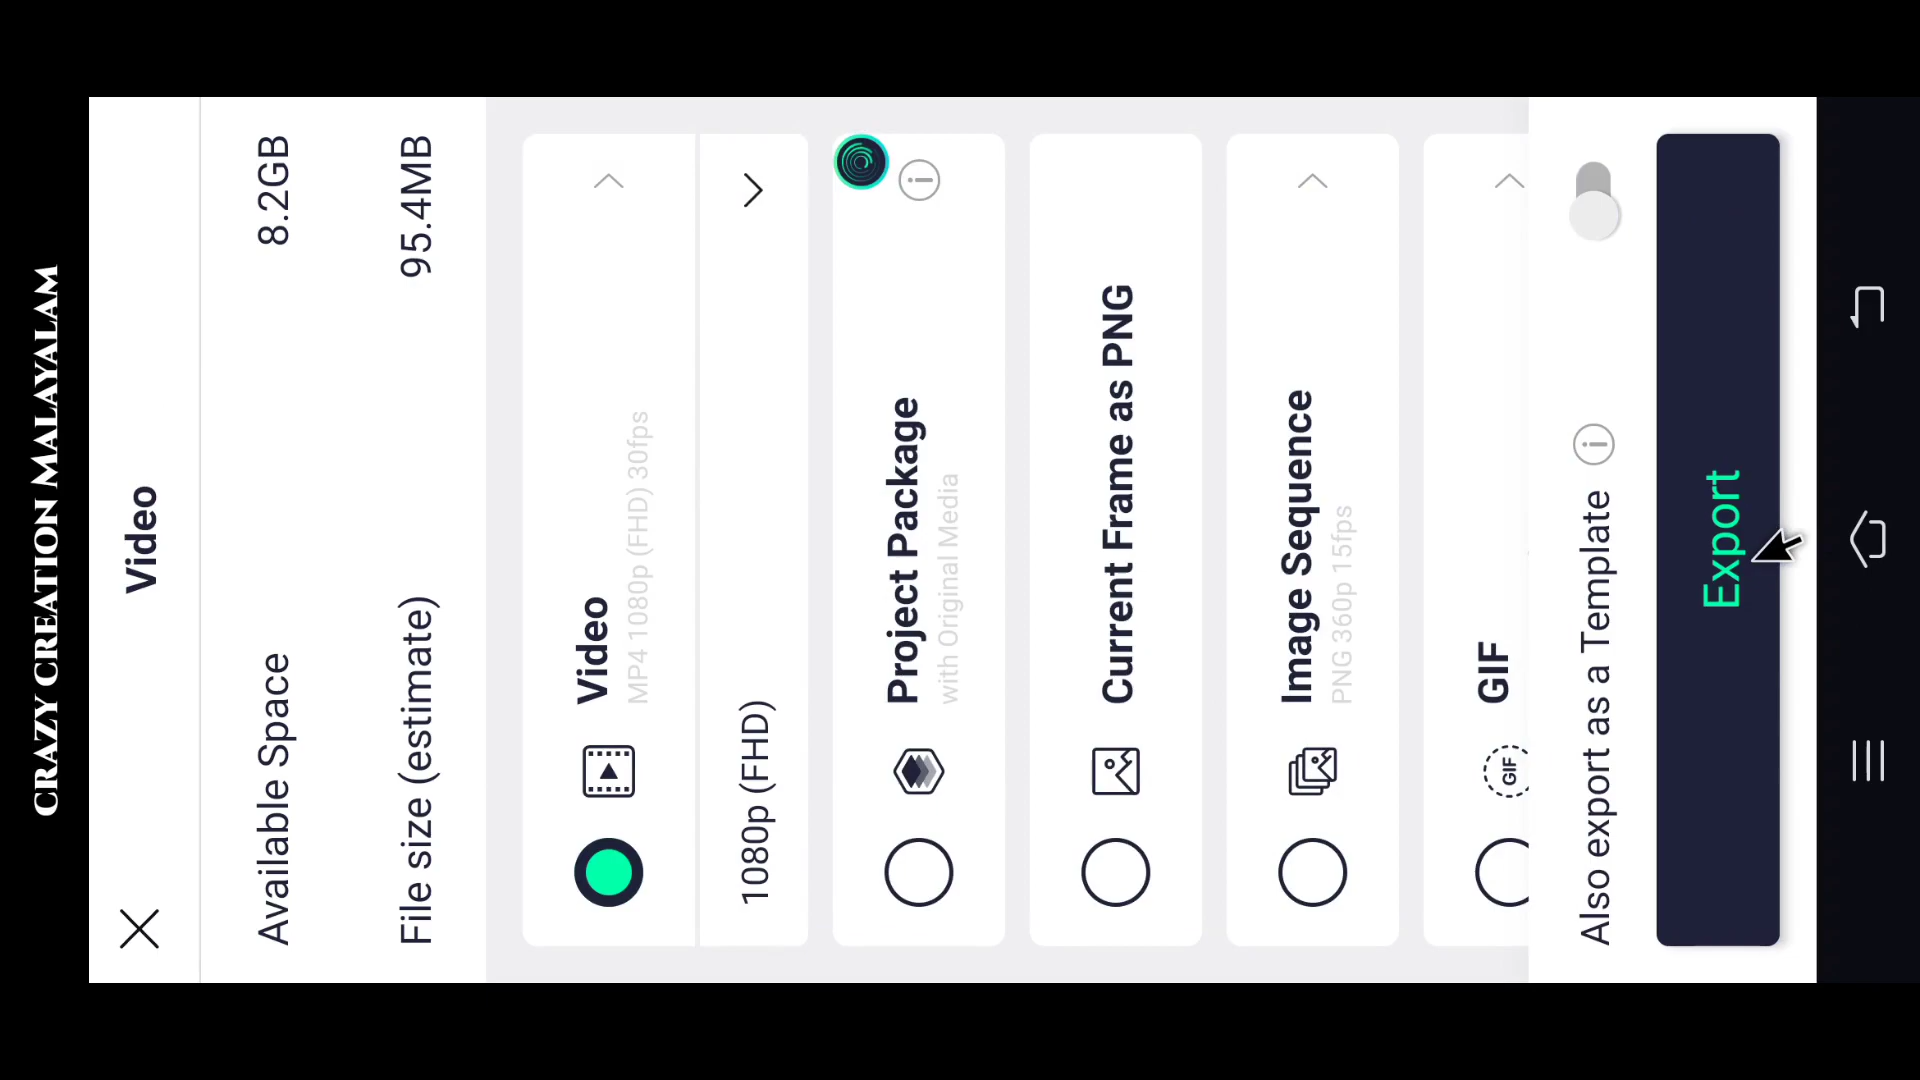 CRAZY CREATION MALAYALAM
Video
Available Space 8.2GB
File size (estimate) 95.4MB
Video
MP4 1080p (FHD) 30fps
1080p (FHD)
Project Package
with Original Media
Current Frame as PNG
Image Sequence
PNG 360p 15fps
GIF
GIF
Also export as a Template
Export